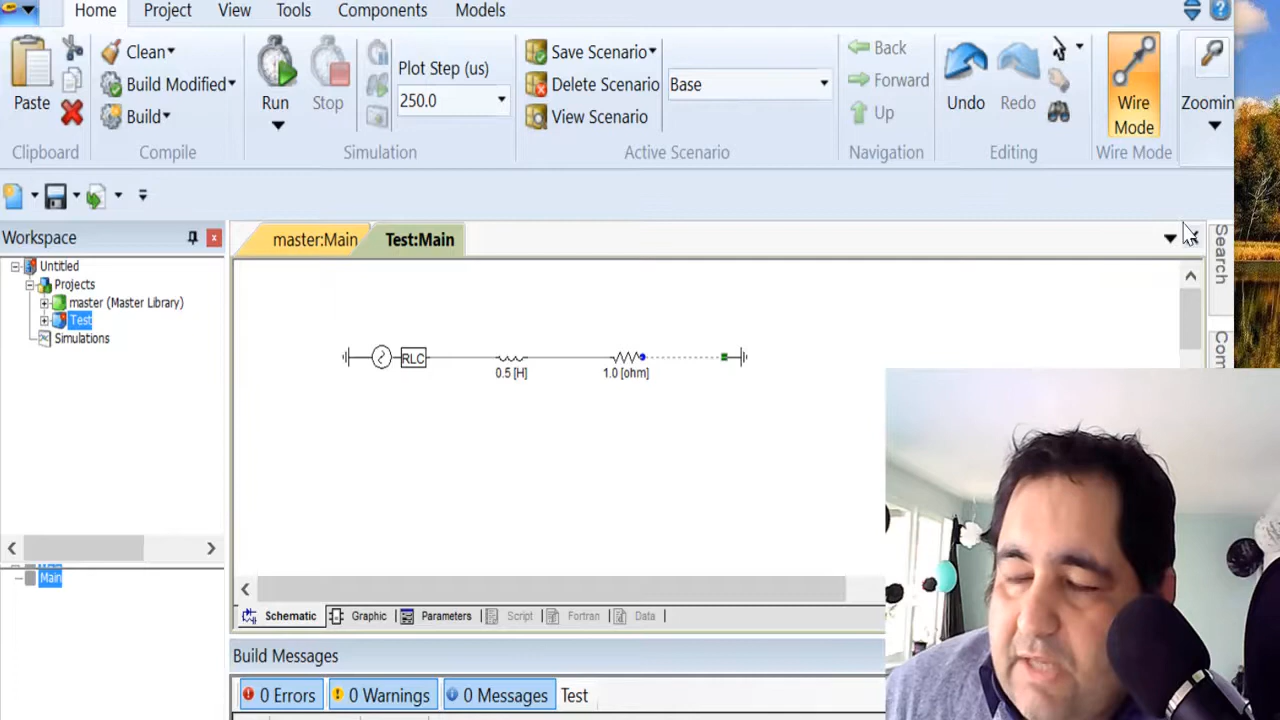 Home Project View Tools Components Models
Paste
Clean
Build Modified
Build
Run Stop
Plot Step (us)
250.0
Save Scenario
Delete Scenario
View Scenario
Base
Back
Forward
Up
Undo Redo
Wire Mode
Zoomin
Clipboard Compile Simulation Active Scenario Navigation Editing Wire Mode
Workspace
Untitled
Projects
master (Master Library)
Test
Simulations
Main
master:Main Test:Main
Search
RLC
0.5 [H] 1.0 [ohm]
Schematic Graphic Parameters Script Fortran Data
Build Messages
0 Errors 0 Warnings 0 Messages Test